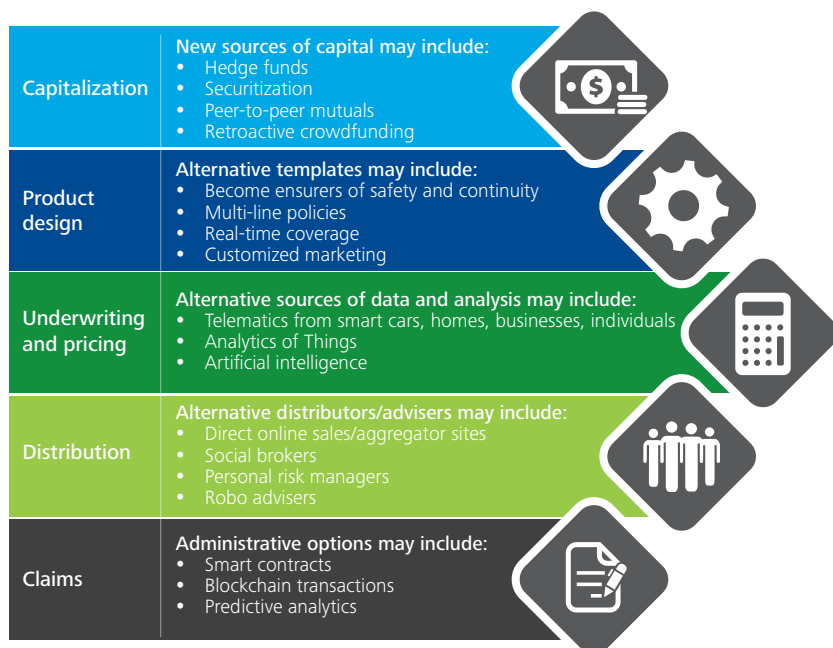 Capitalization
New sources of capital may include:
• Hedge funds
• Securitization
• Peer-to-peer mutuals
• Retroactive crowdfunding
$
Product
design
Alternative templates may include:
• Become ensurers of safety and continuity
• Multi-line policies
• Real-time coverage
• Customized marketing
Underwriting
and pricing
Alternative sources of data and analysis may include:
• Telematics from smart cars, homes, businesses, individuals
• Analytics of Things
• Artificial intelligence
Distribution
Alternative distributors/advisers may include:
• Direct online sales/aggregator sites
• Social brokers
• Personal risk managers
• Robo advisers
Claims
Administrative options may include:
• Smart contracts
• Blockchain transactions
• Predictive analytics